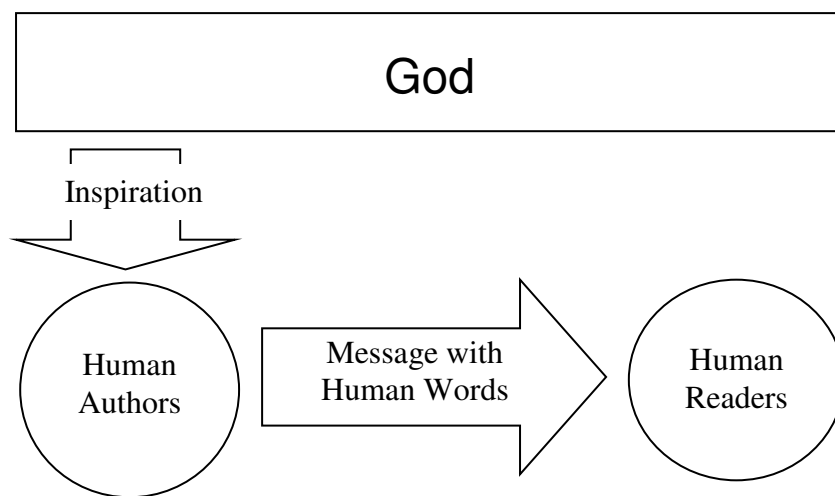 God
Inspiration
Human
Authors
Message with
Human Words
Human
Readers